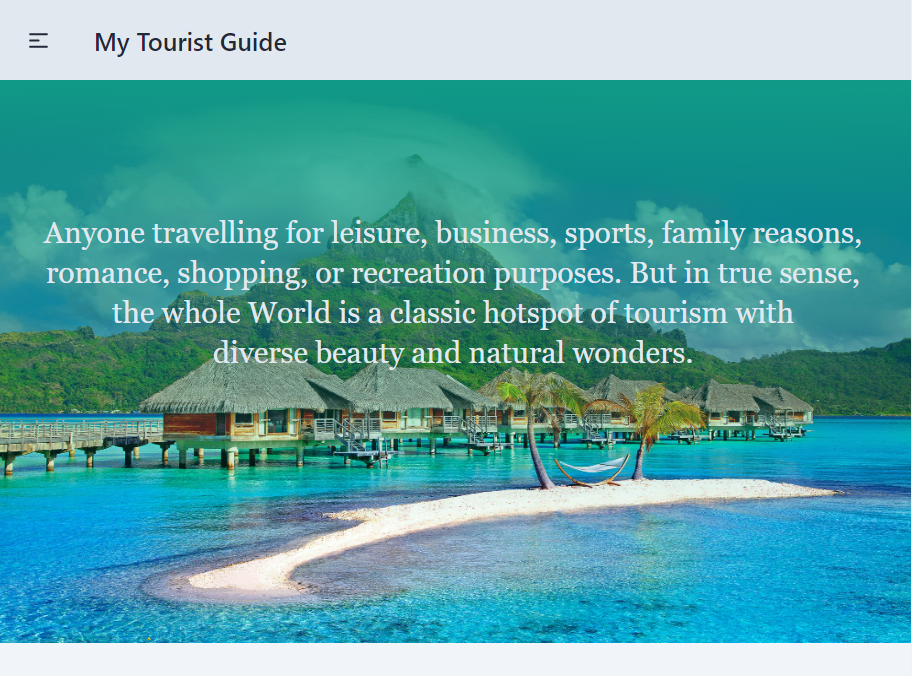 My Tourist Guide
Anyone travelling for leisure, business, sports, family reasons,
romance, shopping, or recreation purposes. But in true sense,
the whole World is a classic hotspot of tourism with
diverse beauty and natural wonders.